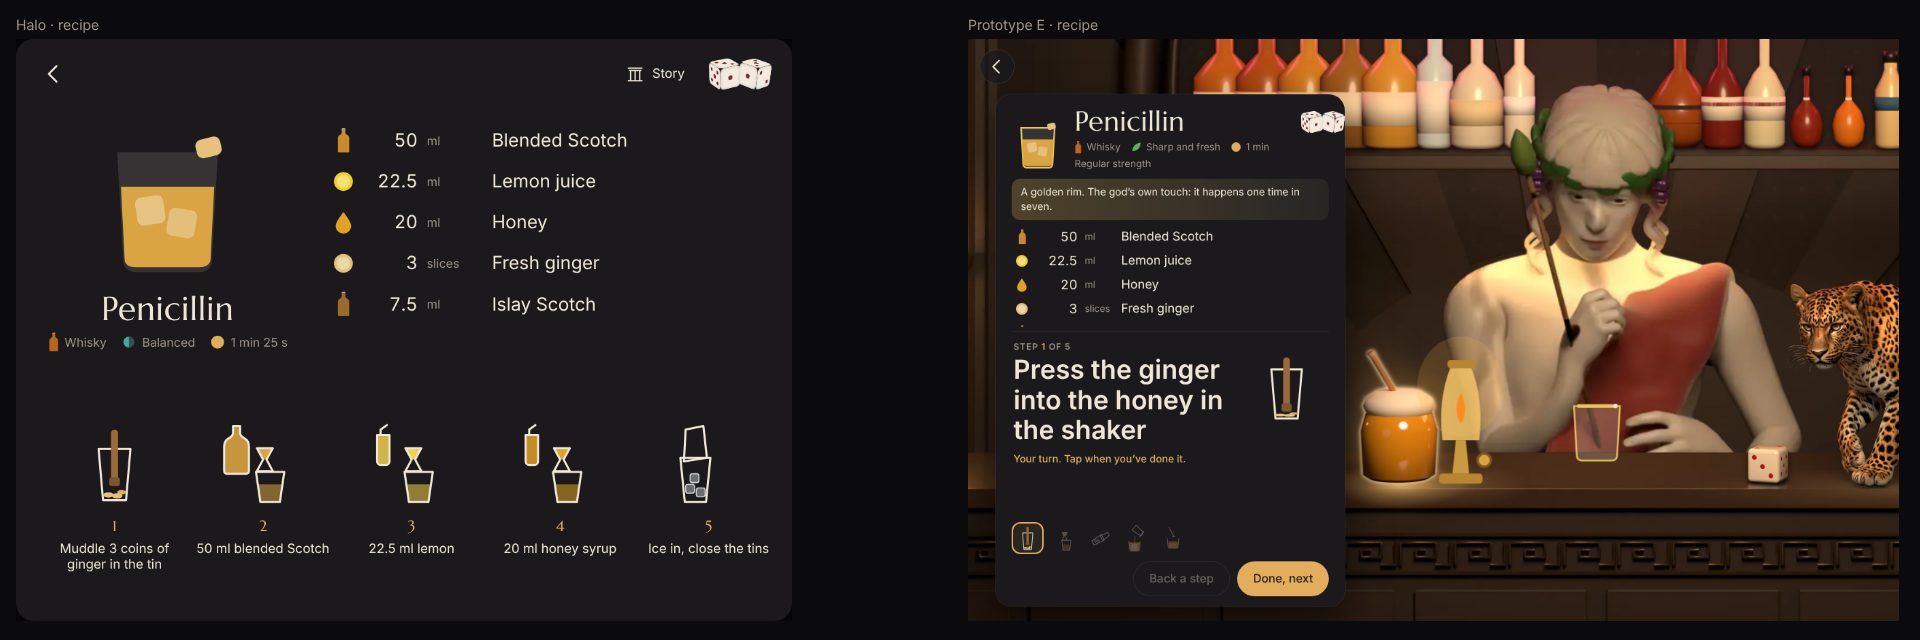 Halo · recipe
Story
50 ml Blended Scotch
22.5 ml Lemon juice
20 ml Honey
3 slices Fresh ginger
7.5 ml Islay Scotch
Penicillin
Whisky Balanced 1 min 25 s
1
2
3
4
5
Muddle 3 coins of
ginger in the tin
50 ml blended Scotch
22.5 ml lemon
20 ml honey syrup
Ice in, close the tins
Prototype E · recipe
Penicillin
Whisky Sharp and fresh 1 min
Regular strength
A golden rim. The god's own touch: it happens one time in
seven.
50 ml Blended Scotch
22.5 ml Lemon juice
20 ml Honey
3 slices Fresh ginger
STEP 1 OF 5
Press the ginger
into the honey in
the shaker
Your turn. Tap when you've done it.
Back a step
Done, next